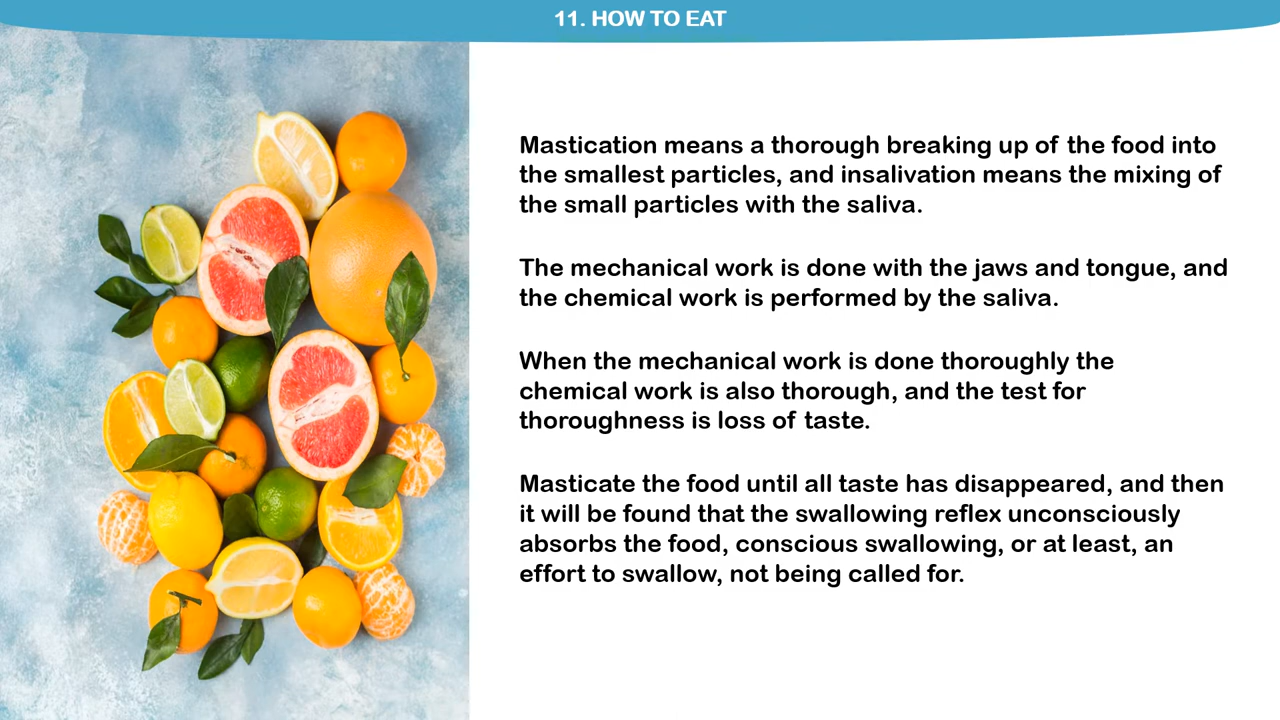 11. HOW TO EAT
Mastication means a thorough breaking up of the food into
the smallest particles, and insalivation means the mixing of
the small particles with the saliva.
The mechanical work is done with the jaws and tongue, and
the chemical work is performed by the saliva.
When the mechanical work is done thoroughly the
chemical work is also thorough, and the test for
thoroughness is loss of taste.
Masticate the food until all taste has disappeared, and then
it will be found that the swallowing reflex unconsciously
absorbs the food, conscious swallowing, or at least, an
effort to swallow, not being called for.